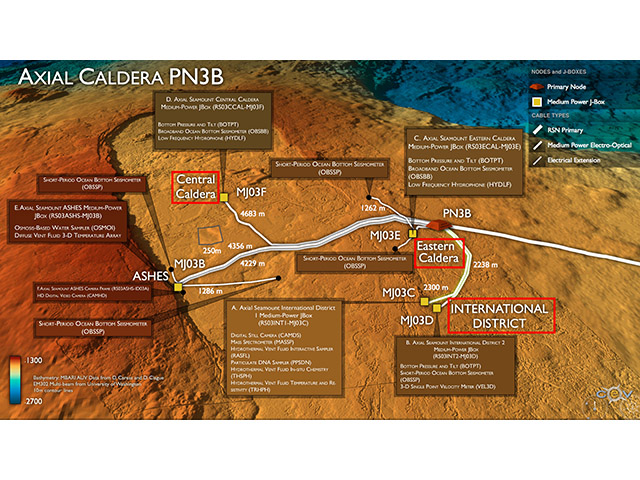 AXIAL CALDERA PN3B
NODES and J-BOXES
Primary Node
Medium Power J-Box
CABLE TYPES
RSN Primary
Medium Power Electro-Optical
Electrical Extension
D. Axial Seamount Central Caldera
Medium-Power JBox (RS03CCAL-MJ03F)
Bottom Pressure and Tilt (BOTPT)
Broadband Ocean Bottom Seismometer (OBSBB)
Low Frequency Hydrophone (HYDLF)
C. Axial Seamount Eastern Caldera
Medium-Power JBox (RS03ECAL-MJ03E)
Bottom Pressure and Tilt (BOTPT)
Broadband Ocean Bottom Seismometer
(OBSBB)
Low Frequency Hydrophone (HYDLF)
Short-Period Ocean Bottom Seismometer
(OBSSP)
Short-Period Ocean Bottom Seismometer
(OBSSP)
Central
Caldera
MJ03F
4683 m
1262 m
PN3B
MJ03E
Eastern
Caldera
E. Axial Seamount ASHES Medium-Power
JBox (RS03ASHS-MJ03B)
Osmosis-Based Water Sampler (OSMOI)
Diffuse Vent Fluid 3-D Temperature Array
250m
4356 m
4229 m
MJ03B
ASHES
1286 m
Short-Period Ocean Bottom Seismometer
(OBSSP)
2238 m
2300 m
MJ03C
MJ03D
INTERNATIONAL
DISTRICT
F. Axial Seamount ASHES Camera Frame (RS03ASHS-ID03A)
HD Digital Video Camera (CAMHD)
Short-Period Ocean Bottom Seismometer
(OBSSP)
A. Axial Seamount International District
1 Medium-Power JBox
(RS03INT1-MJ03C)
Digital Still Camera (CAMDS)
Mass Spectrometer (MASSP)
Hydrothermal Vent Fluid Interactive Sampler
(RASFL)
Particulate DNA Sampler (PPSDN)
Hydrothermal Vent Fluid In-situ Chemistry
(THSPH)
Hydrothermal Vent Fluid Temperature and Re-
sistivity (TRHPH)
B. Axial Seamount International District 2
Medium-Power JBox
(RS03INT2-MJ03D)
Bottom Pressure and Tilt (BOTPT)
Short-Period Ocean Bottom Seismometer
(OBSSP)
3-D Single Point Velocity Meter (VEL3D)
1300
2700
Bathymetry: MBARI AUV Data from D. Caress and D. Clague
EM302 Multi-beam from University of Washington
10m contour lines